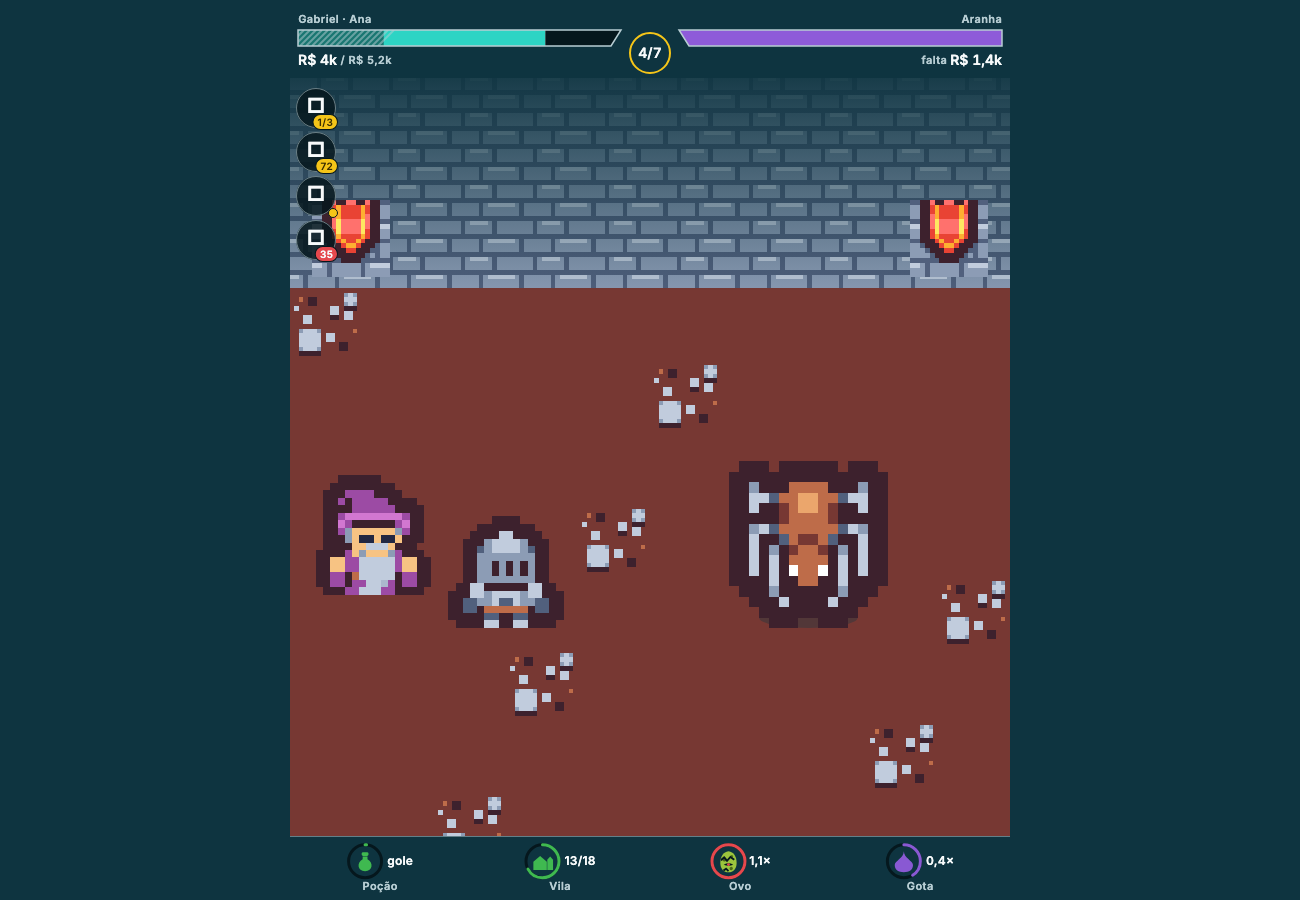 Gabriel · Ana
Aranha
4/7
R$ 4k / R$ 5,2k
falta R$ 1,4k
1/3
72
35
gole
13/18
1,1×
0,4×
Poção
Vila
Ovo
Gota